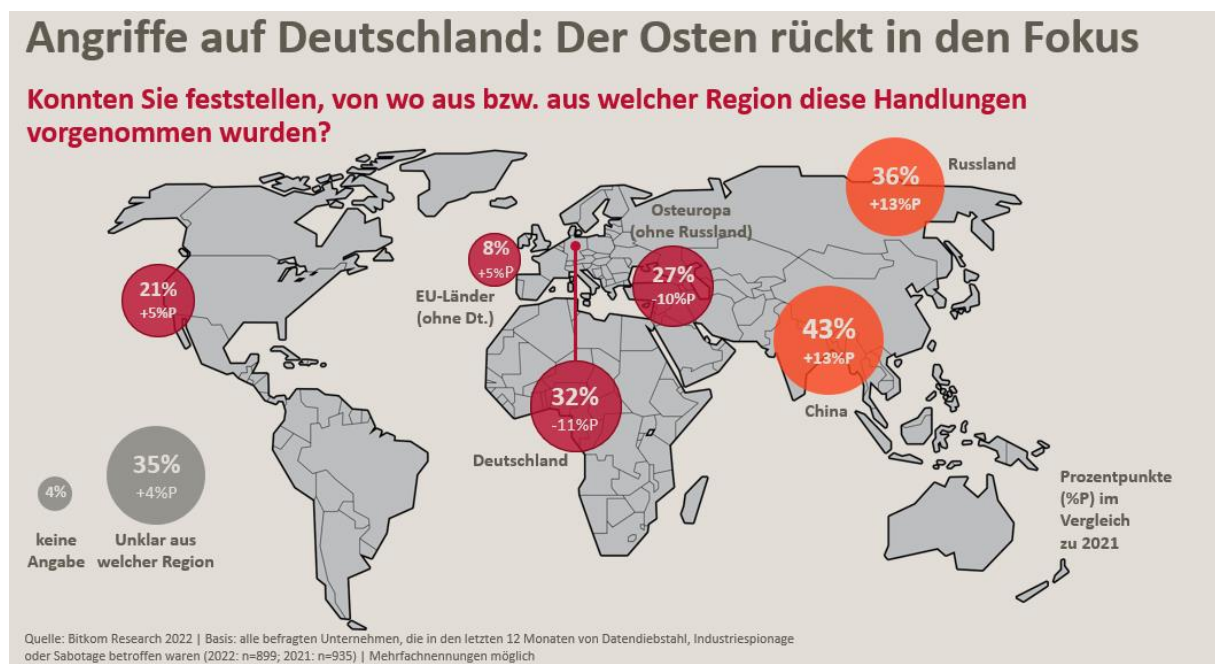 Angriffe auf Deutschland: Der Osten rückt in den Fokus
Konnten Sie feststellen, von wo aus bzw. aus welcher Region diese Handlungen
vorgenommen wurden?
36%
+13%P
Russland
Osteuropa
(ohne Russland)
8%
+5%P
EU-Länder
(ohne Dt.)
27%
-10%P
21%
+5%P
43%
+13%P
China
32%
-11%P
Deutschland
35%
+4%P
4%
keine
Angabe
Unklar aus
welcher Region
Prozentpunkte
(%P) im
Vergleich
zu 2021
Quelle: Bitkom Research 2022 | Basis: alle befragten Unternehmen, die in den letzten 12 Monaten von Datendiebstahl, Industriespionage
oder Sabotage betroffen waren (2022: n=899; 2021: n=935) | Mehrfachnennungen möglich